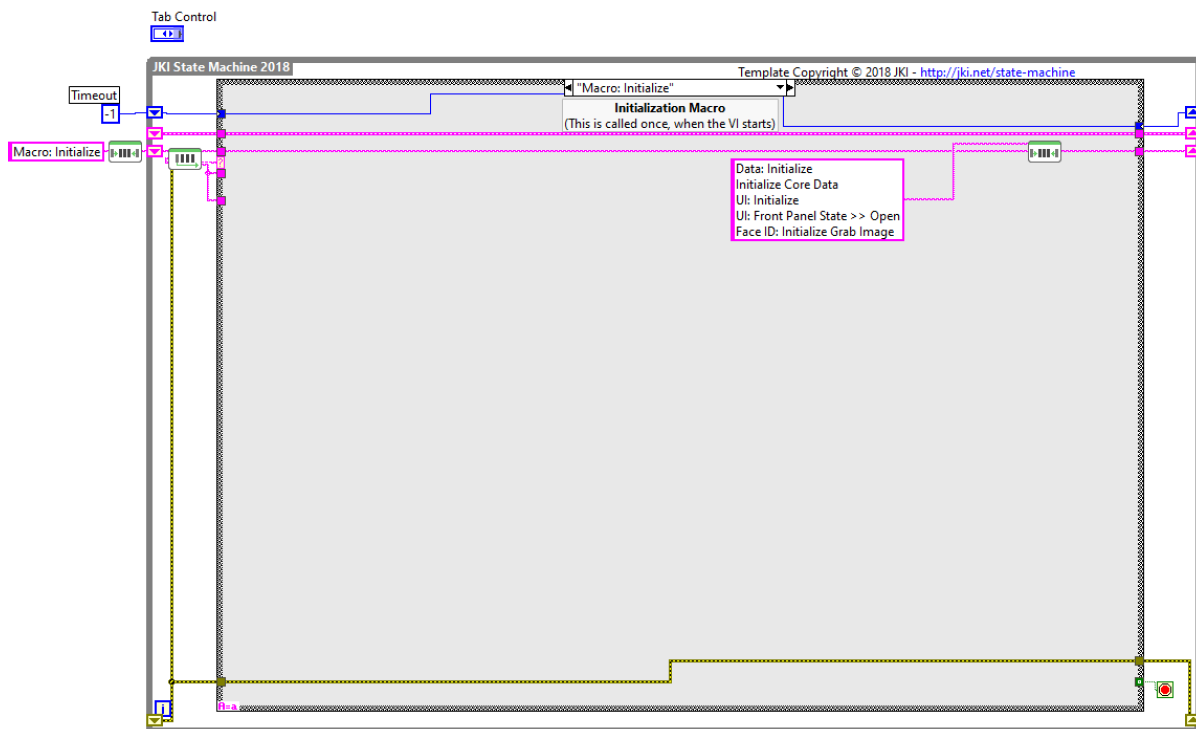 Tab Control
JKI State Machine 2018
Template Copyright © 2018 JKI - http://jki.net/state-machine
"Macro: Initialize"
Timeout
-1
Initialization Macro
(This is called once, when the VI starts)
Macro: Initialize
?
Data: Initialize
Initialize Core Data
UI: Initialize
UI: Front Panel State >> Open
Face ID: Initialize Grab Image
i
A=a